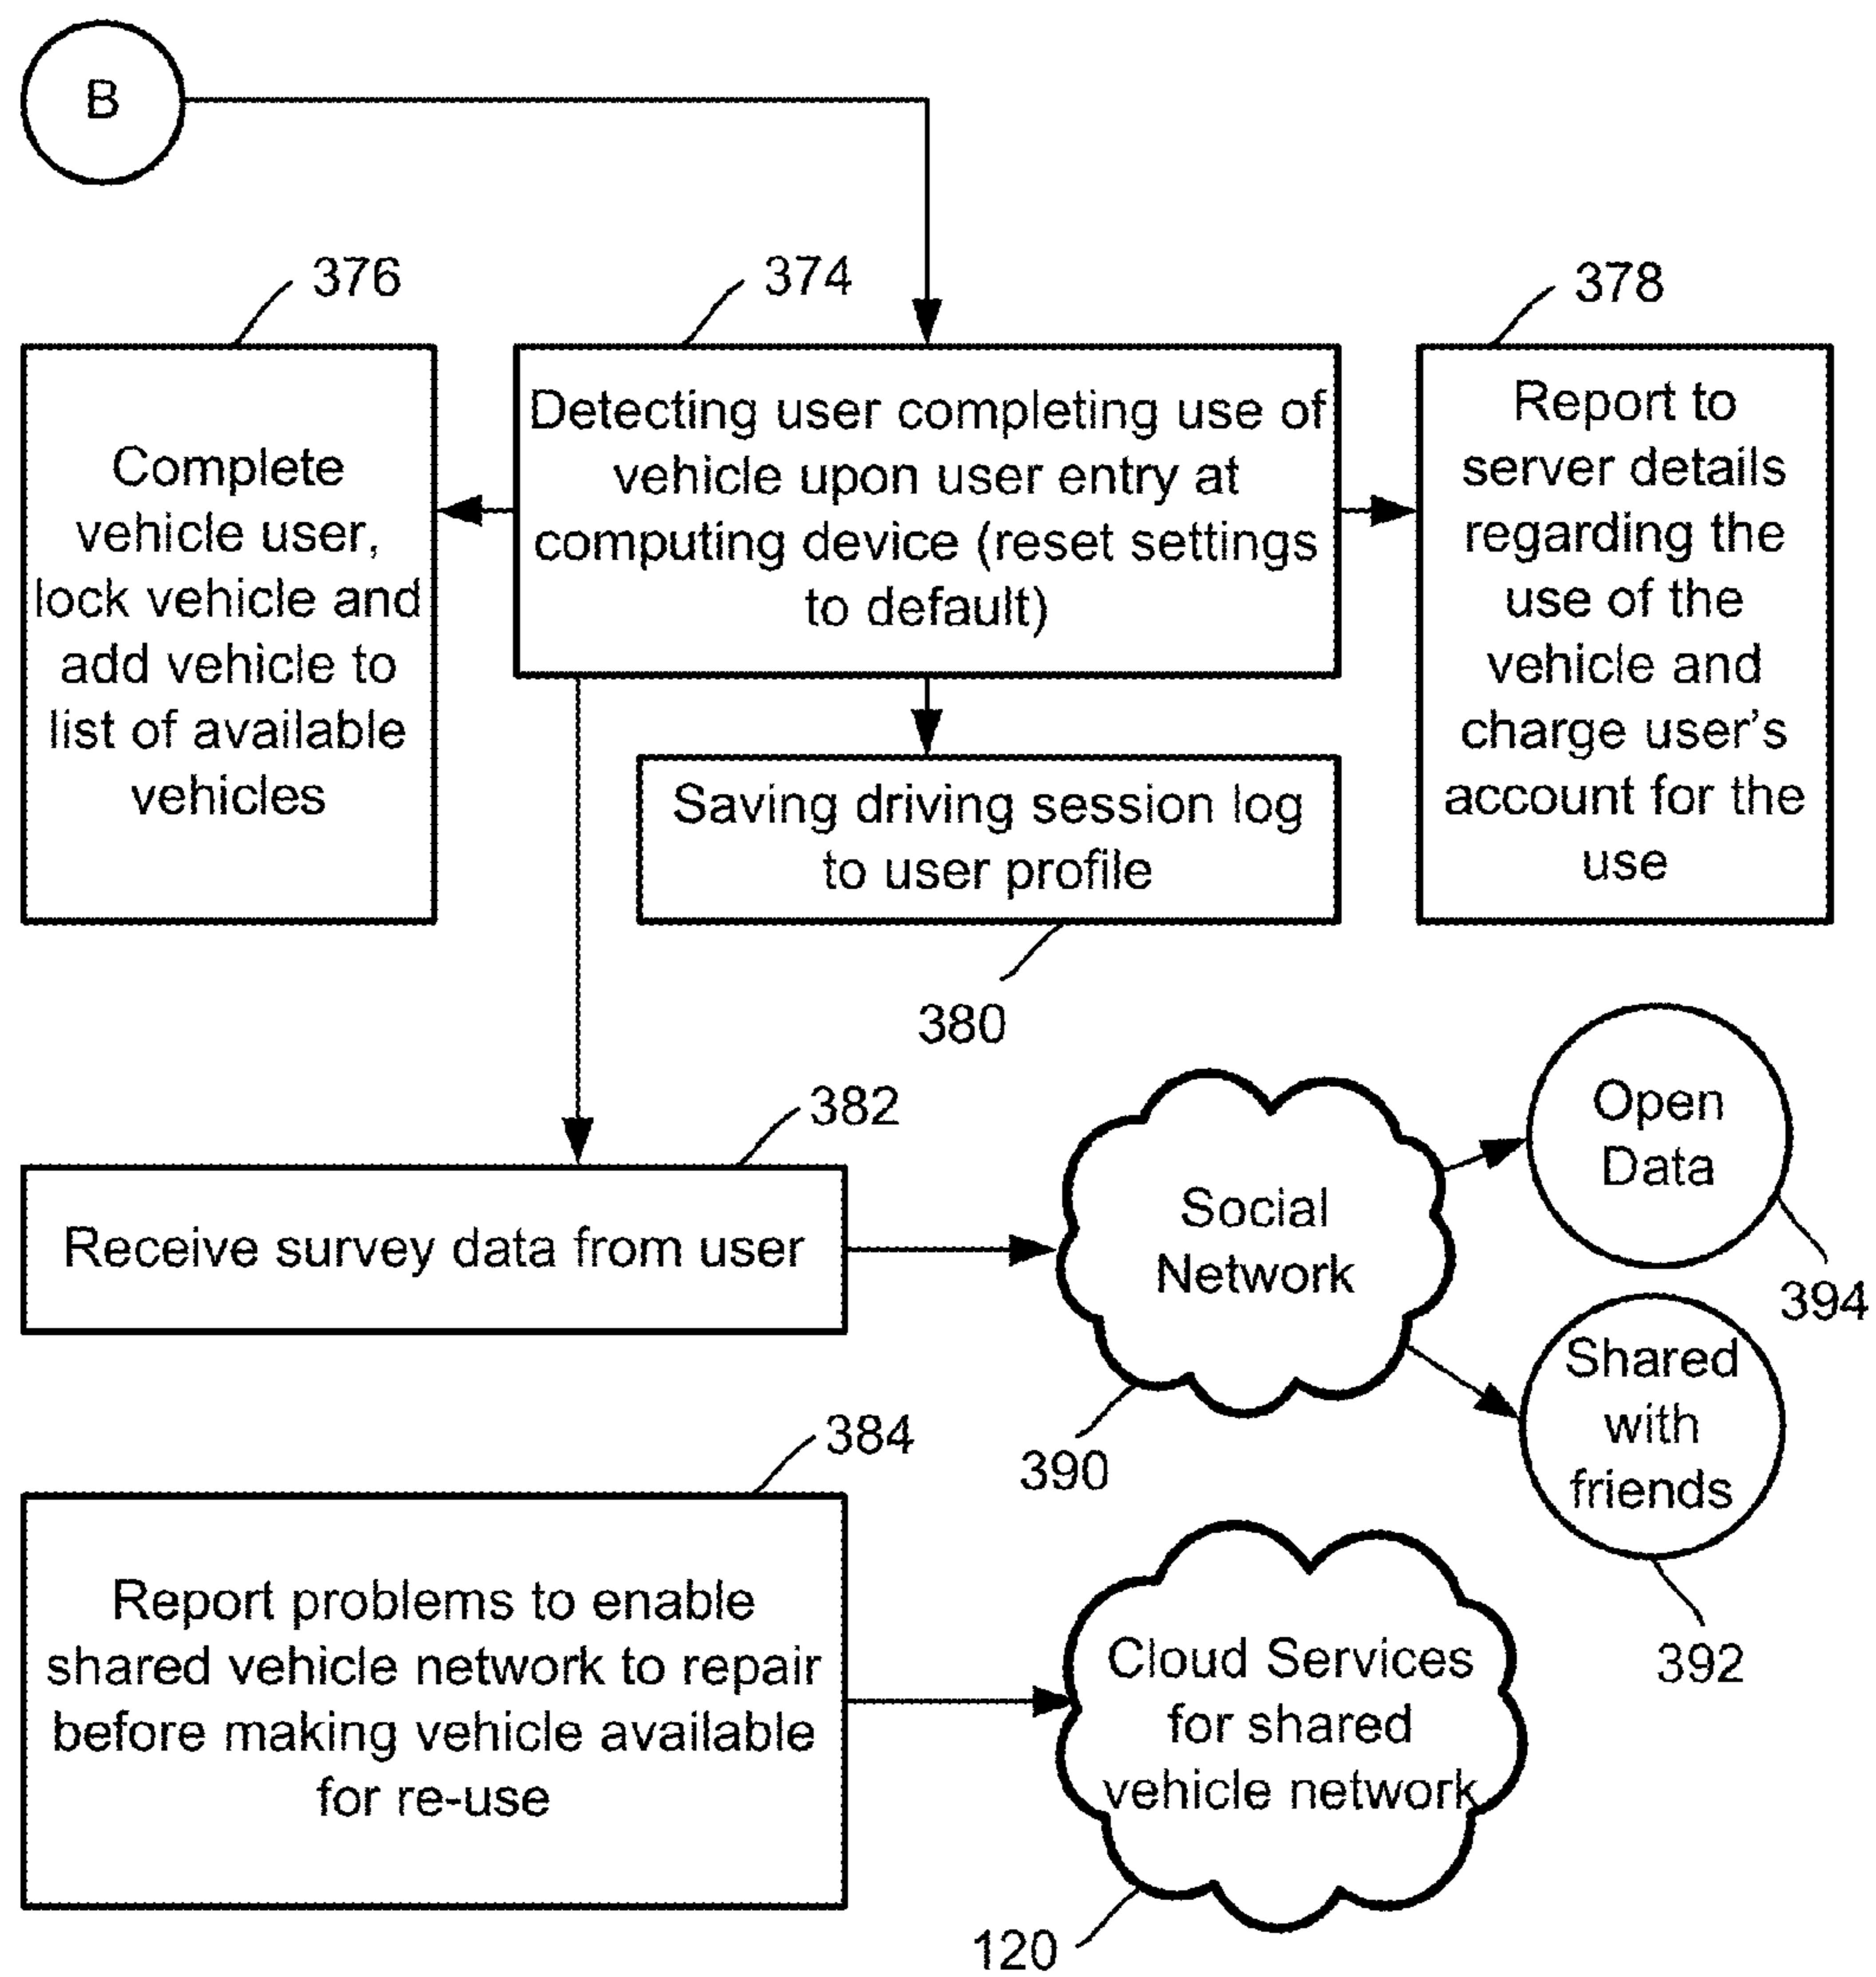 B
376
374
378
Complete
vehicle user,
lock vehicle and
add vehicle to
list of available
vehicles
Detecting user completing use of
vehicle upon user entry at
computing device (reset settings
to default)
Report to
server details
regarding the
use of the
vehicle and
charge user's
account for the
use
Saving driving session log
to user profile
380
382
Receive survey data from user
Social
Network
390
Open
Data
394
Shared
with
friends
392
384
Report problems to enable
shared vehicle network to repair
before making vehicle available
for re-use
Cloud Services
for shared
vehicle network
120